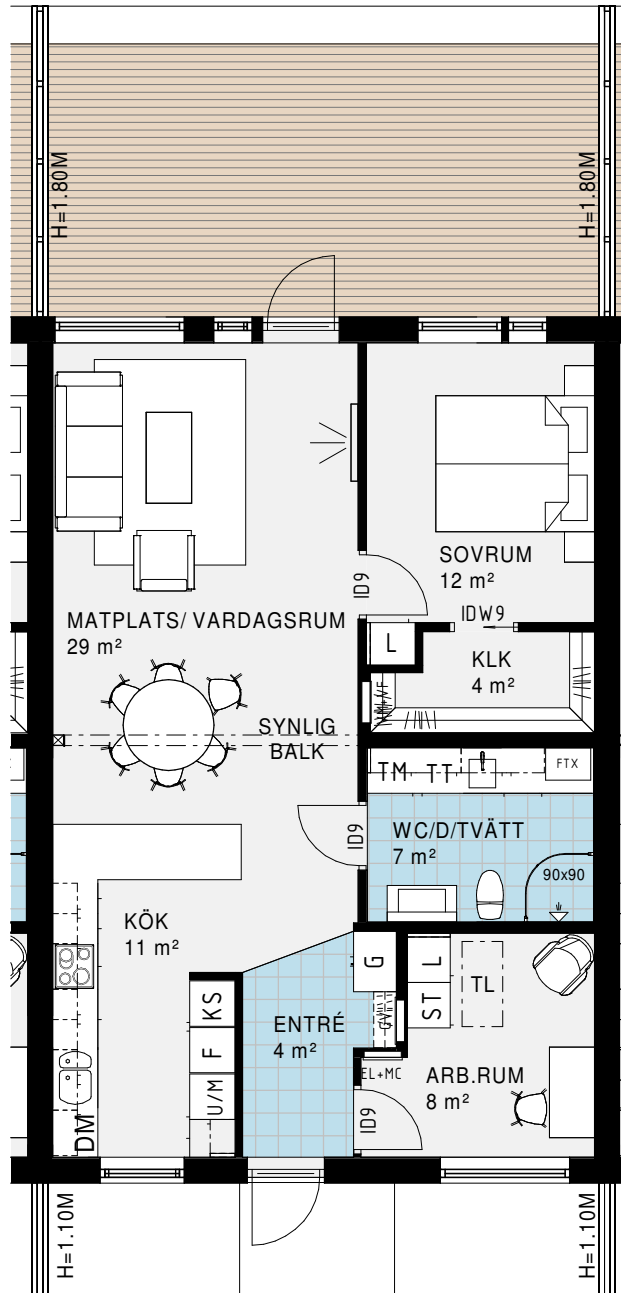 H=1.80M
H=1.80M
SOVRUM
12 m²
ID9
IDW9
MATPLATS/ VARDAGSRUM
29 m²
L
KLK
4 m²
SYNLIG
BALK
TM
TT
FTX
ID9
WC/D/TVÄTT
7 m²
90x90
KÖK
11 m²
G
L
TL
ST
KS
ENTRÉ
4 m²
F
EL+MC
ARB.RUM
8 m²
U/M
ID9
DM
H=1.10M
H=1.10M